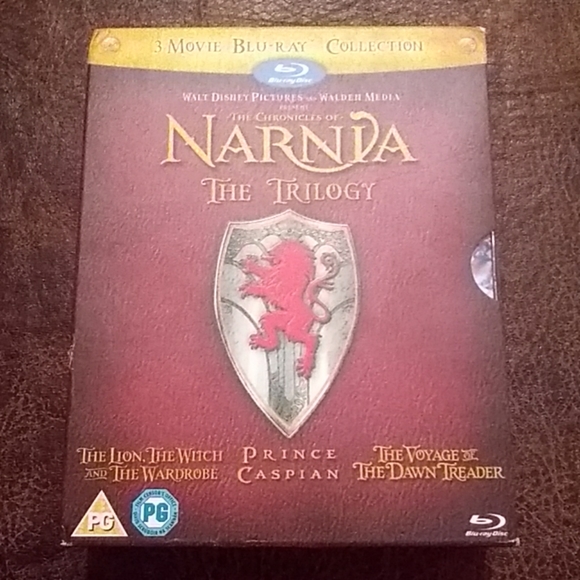 3 MOVIE BLU-RAY COLLECTION
Blu-ray Disc
WALT DISNEY PICTURES AND WALDEN MEDIA
PRESENT
THE CHRONICLES OF
NARNIA
THE TRILOGY
THE LION, THE WITCH
AND THE WARDROBE
PRINCE
CASPIAN
THE VOYAGE OF
THE DAWN TREADER
PG
PG
Blu-ray Disc